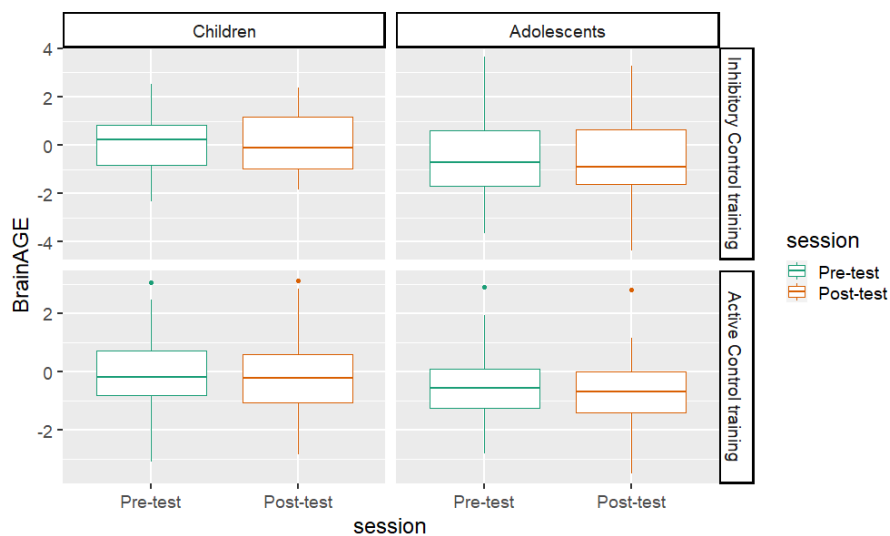 Children
Adolescents
4
2
0
-2
-4
2
0
-2
BrainAGE
Inhibitory Control training
Active Control training
Pre-test
Post-test
Pre-test
Post-test
session
session
Pre-test
Post-test